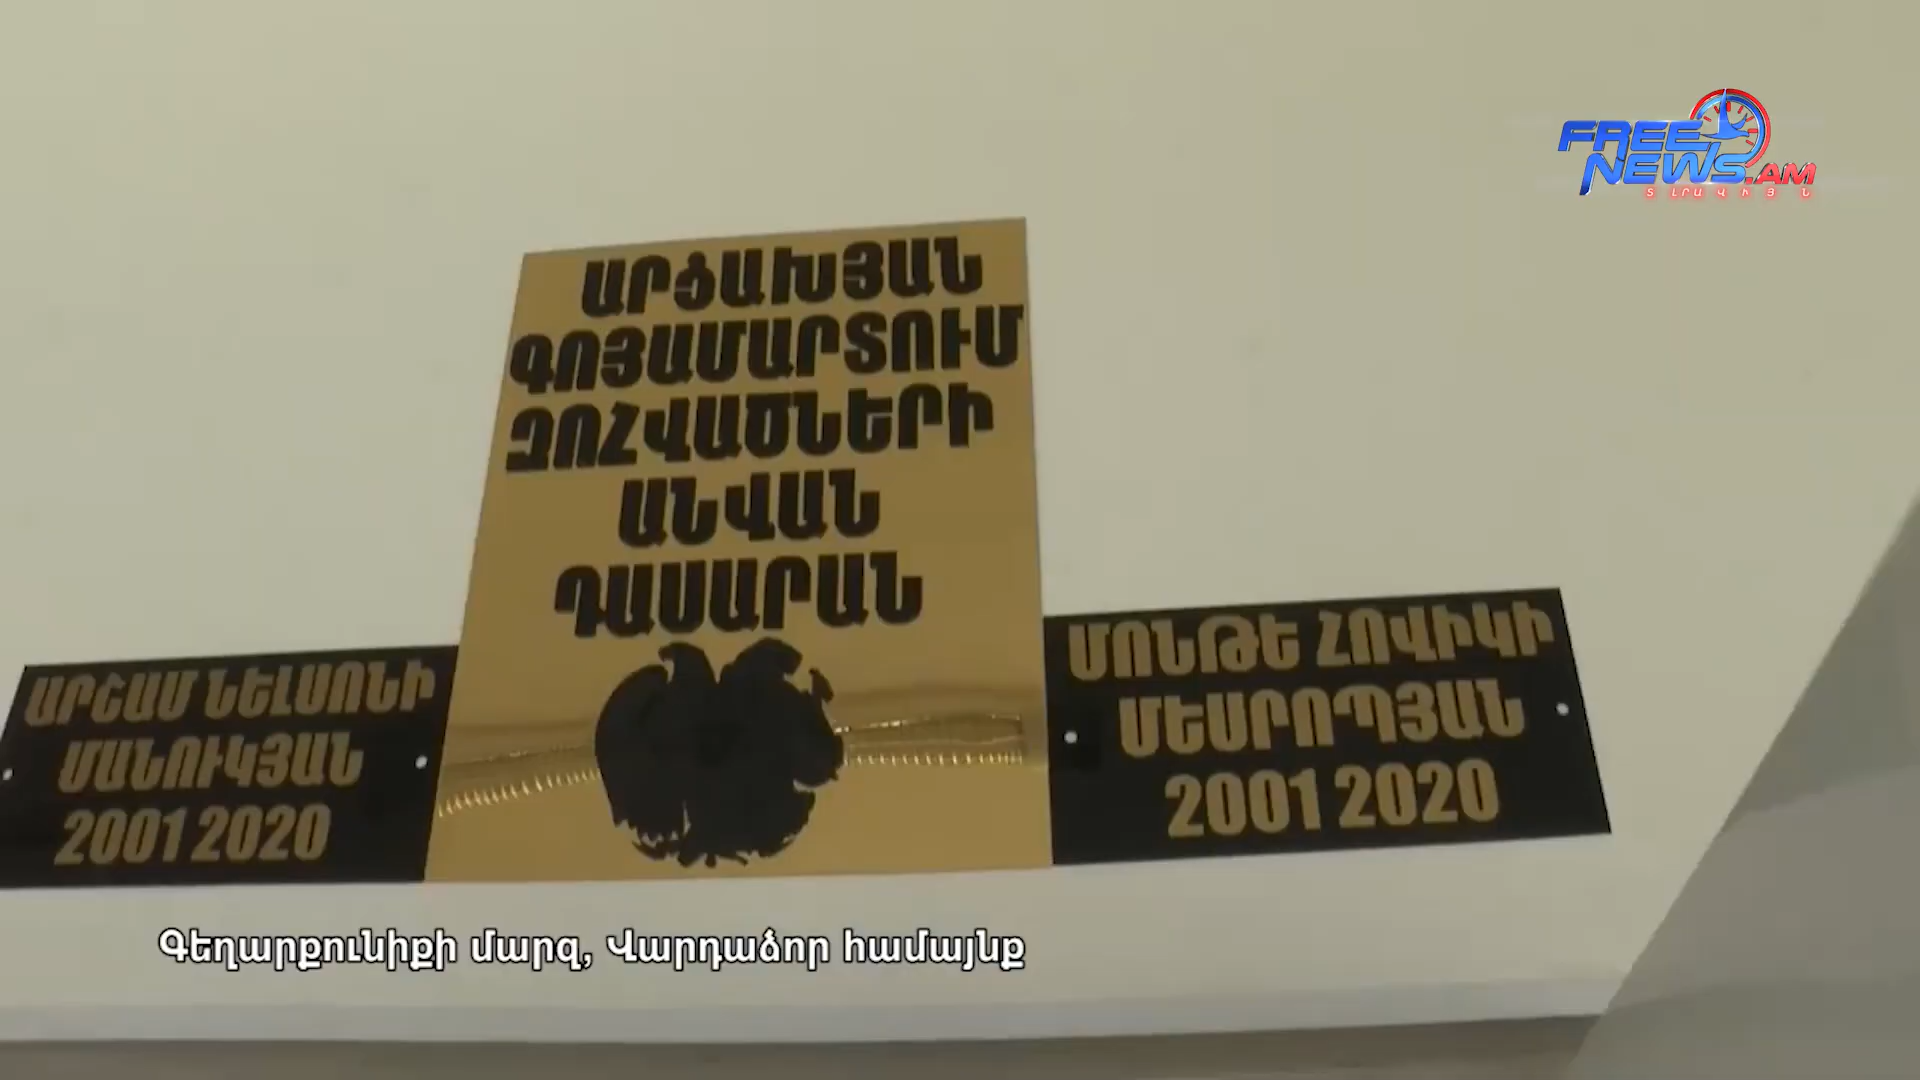 FREE
NEWS.AM
ԱՐՑԱԽՅԱՆ
ԳՈՅԱՄԱՐՏՈՒՄ
ԶՈՀՎԱԾՆԵՐԻ
ԱՆՎԱՆ
ԴԱՍԱՐԱՆ
ԱՐՇԱՄ ՆԵԼՍՈՆԻ
ՄԱՆՈՒԿՅԱՆ
2001 2020
ՄՈՆԹԵ ՀՈՎԻԿԻ
ՄԵՍՐՈՊՅԱՆ
2001 2020
Գեղարքունիքի մարզ, Վարդաձոր համայնք